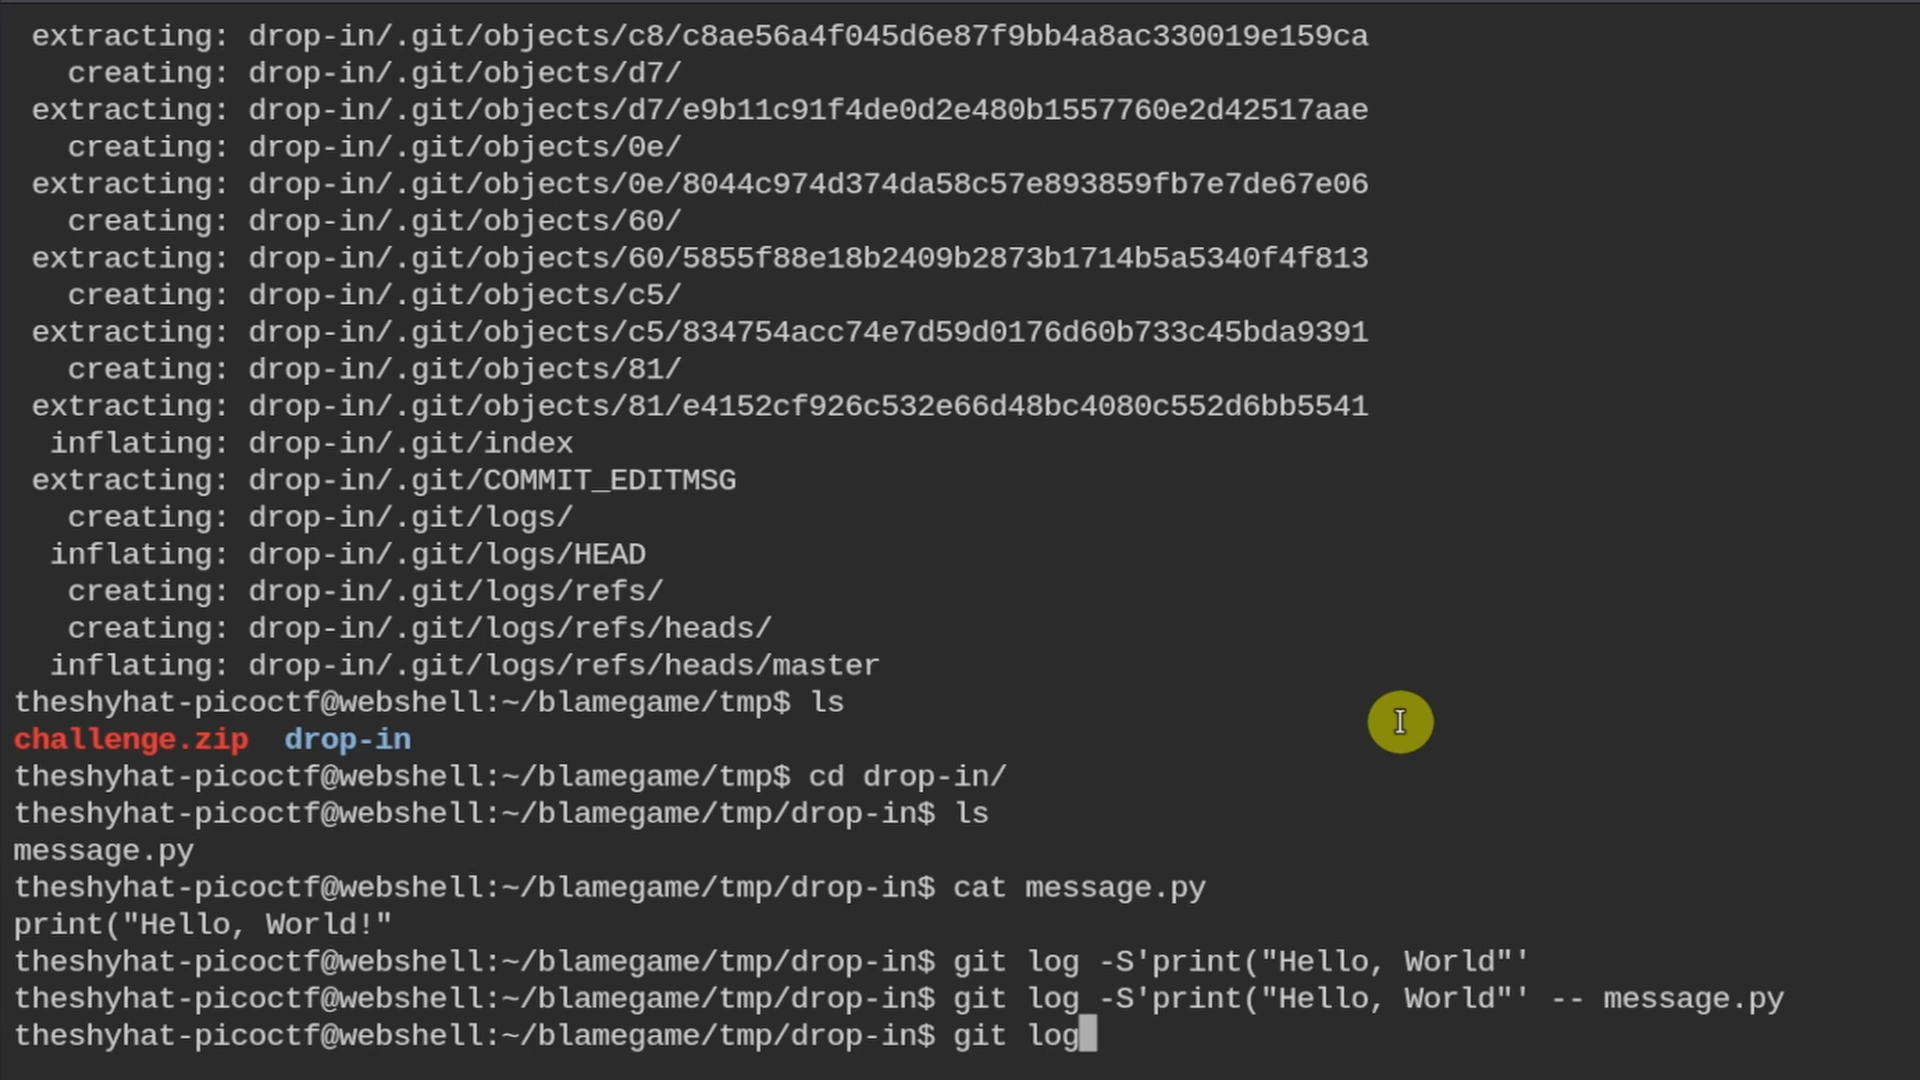 extracting: drop-in/.git/objects/c8/c8ae56a4f045d6e87f9bb4a8ac330019e159ca
creating: drop-in/.git/objects/d7/
extracting: drop-in/.git/objects/d7/e9b11c91f4de0d2e480b1557760e2d42517aae
creating: drop-in/.git/objects/0e/
extracting: drop-in/.git/objects/0e/8044c974d374da58c57e893859fb7e7de67e06
creating: drop-in/.git/objects/60/
extracting: drop-in/.git/objects/60/5855f88e18b2409b2873b1714b5a5340f4f813
creating: drop-in/.git/objects/c5/
extracting: drop-in/.git/objects/c5/834754acc74e7d59d0176d60b733c45bda9391
creating: drop-in/.git/objects/81/
extracting: drop-in/.git/objects/81/e4152cf926c532e66d48bc4080c552d6bb5541
inflating: drop-in/.git/index
extracting: drop-in/.git/COMMIT_EDITMSG
creating: drop-in/.git/logs/
inflating: drop-in/.git/logs/HEAD
creating: drop-in/.git/logs/refs/
creating: drop-in/.git/logs/refs/heads/
inflating: drop-in/.git/logs/refs/heads/master
theshyhat-picoctf@webshell:~/blamegame/tmp$ ls
challenge.zip  drop-in
theshyhat-picoctf@webshell:~/blamegame/tmp$ cd drop-in/
theshyhat-picoctf@webshell:~/blamegame/tmp/drop-in$ ls
message.py
theshyhat-picoctf@webshell:~/blamegame/tmp/drop-in$ cat message.py
print("Hello, World!"
theshyhat-picoctf@webshell:~/blamegame/tmp/drop-in$ git log -S'print("Hello, World"'
theshyhat-picoctf@webshell:~/blamegame/tmp/drop-in$ git log -S'print("Hello, World"' -- message.py
theshyhat-picoctf@webshell:~/blamegame/tmp/drop-in$ git log